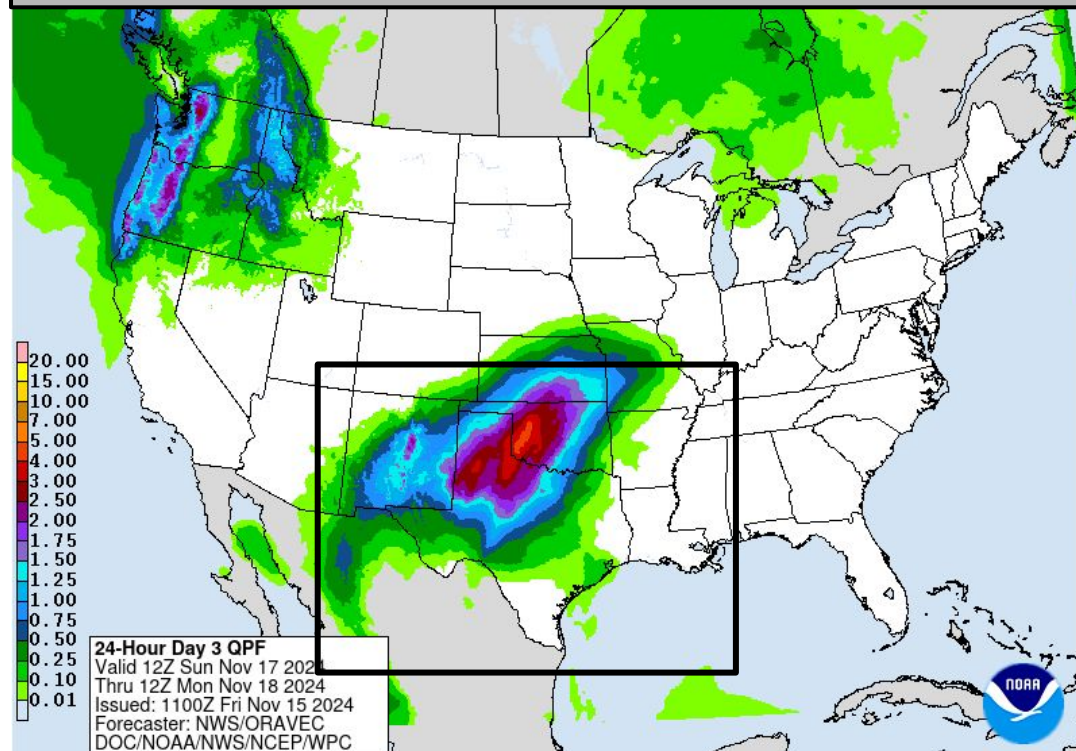 20.00
15.00
10.00
7.00
5.00
4.00
3.00
2.50
2.00
1.75
1.50
1.25
1.00
0.75
0.50
0.25
0.10
0.01
24-Hour Day 3 QPF
Valid 12Z Sun Nov 17 2024
Thru 12Z Mon Nov 18 2024
Issued: 1100Z Fri Nov 15 2024
Forecaster: NWS/ORAVEC
DOC/NOAA/NWS/NCEP/WPC
NOAA